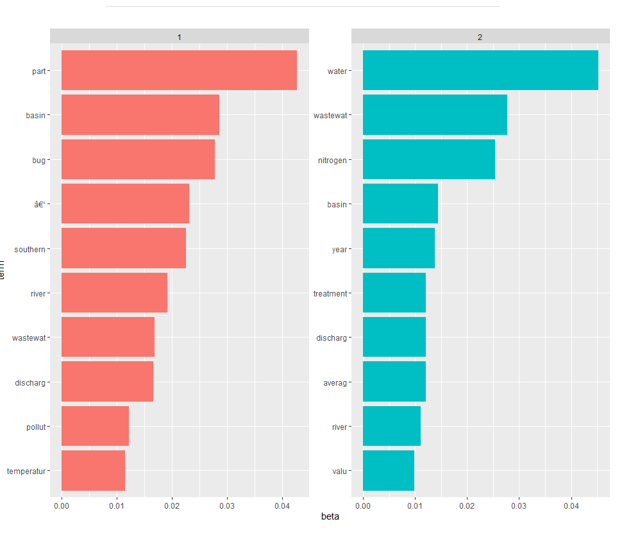 1
2
part
basin
bug
â€“
southern
river
wastewat
discharg
pollut
temperatur
water
wastewat
nitrogen
basin
year
treatment
discharg
averag
river
valu
term
0.00 0.01 0.02 0.03 0.04
0.00 0.01 0.02 0.03 0.04
beta